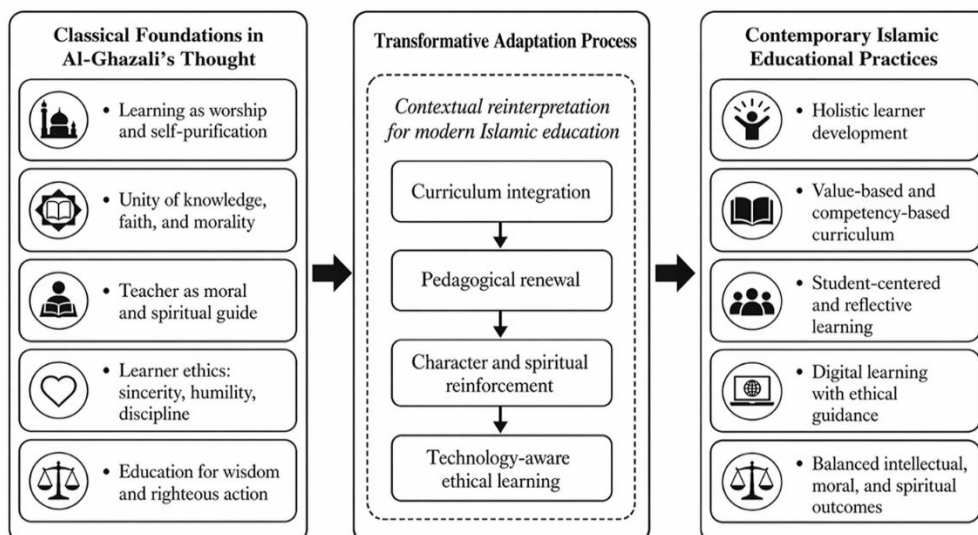 Classical Foundations in
Al-Ghazali's Thought
• Learning as worship
and self-purification
• Unity of knowledge,
faith, and morality
• Teacher as moral
and spiritual guide
• Learner ethics:
sincerity, humility,
discipline
• Education for wisdom
and righteous action
Transformative Adaptation Process
Contextual reinterpretation
for modern Islamic education
Curriculum integration
Pedagogical renewal
Character and spiritual
reinforcement
Technology-aware
ethical learning
Contemporary Islamic
Educational Practices
• Holistic learner
development
• Value-based and
competency-based
curriculum
• Student-centered
and reflective
learning
• Digital learning
with ethical
guidance
• Balanced intellectual,
moral, and spiritual
outcomes